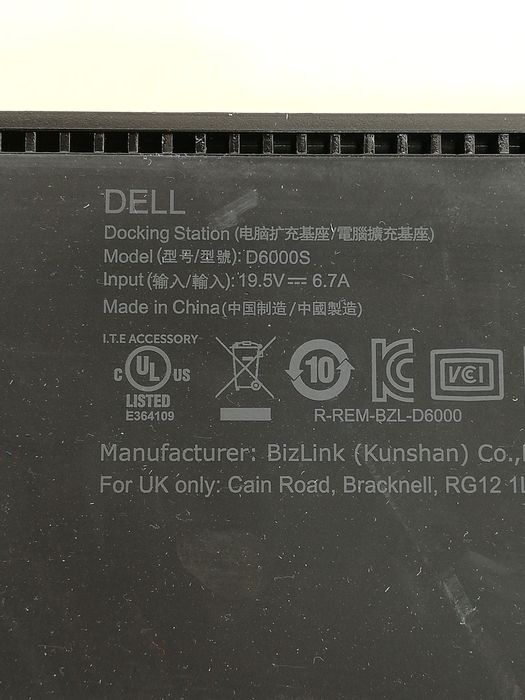 DELL
Docking Station (电脑扩充基座/電腦擴充基座)
Model (型号/型號): D6000S
Input (输入/輸入): 19.5V⎓ 6.7A
Made in China (中国制造/中國製造)
I.T.E ACCESSORY
c UL US
LISTED
E364109
10
VCI
R-REM-BZL-D6000
Manufacturer: BizLink (Kunshan) Co.,
For UK only: Cain Road, Bracknell, RG12 1